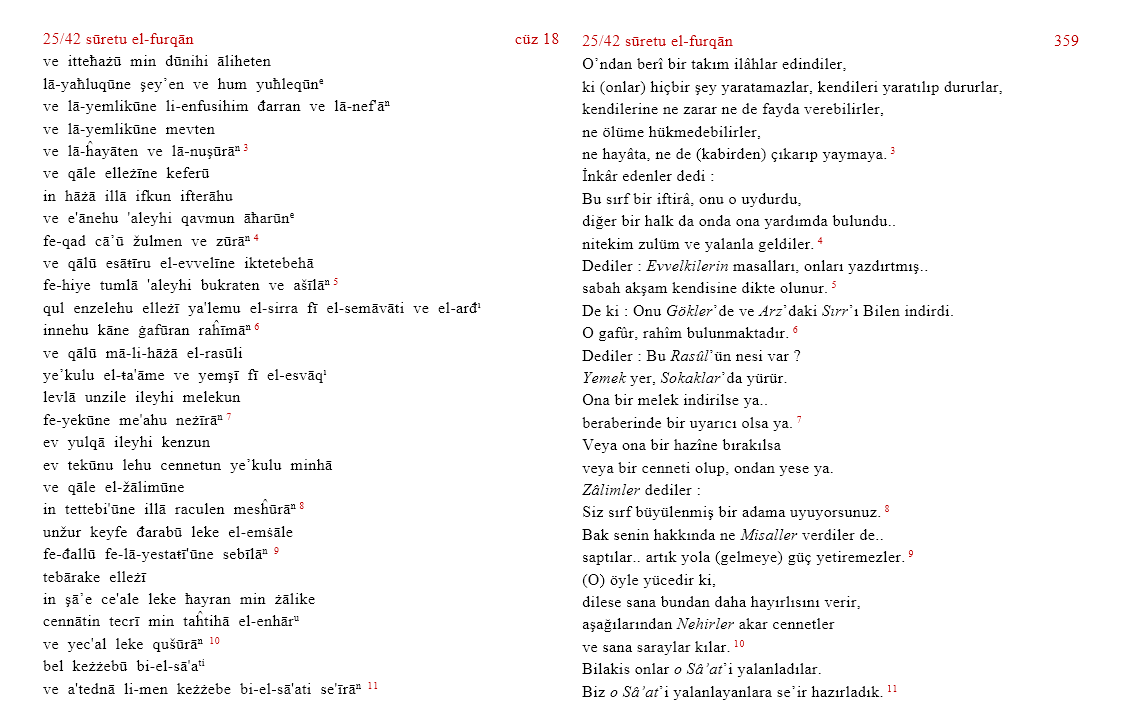 25/42 sūretu el-furqān cüz 18
ve itteħażū min dūnihi āliheten
lā-yaħluqūne şey’en ve hum yuħleqūnᵉ
ve lā-yemlikūne li-enfusihim đarran ve lā-nef'āⁿ
ve lā-yemlikūne mevten
ve lā-ĥayāten ve lā-nuşūrāⁿ ³
ve qāle elleżīne keferū
in hāżā illā ifkun ifterāhu
ve e'ānehu 'aleyhi qavmun āħarūnᵉ
fe-qad cā’ū žulmen ve zūrāⁿ ⁴
ve qālū esāŧīru el-evvelīne iktetebehā
fe-hiye tumlā 'aleyhi bukraten ve ašīlāⁿ ⁵
qul enzelehu elleżī ya'lemu el-sirra fī el-semāvāti ve el-arđⁱ
innehu kāne ġafūran raĥīmāⁿ ⁶
ve qālū mā-li-hāżā el-rasūli
ye’kulu el-ŧa'āme ve yemşī fī el-esvāqⁱ
levlā unzile ileyhi melekun
fe-yekūne me'ahu neżīrāⁿ ⁷
ev yulqā ileyhi kenzun
ev tekūnu lehu cennetun ye’kulu minhā
ve qāle el-žālimūne
in tettebi'ūne illā raculen mesĥūrāⁿ ⁸
unžur keyfe đarabū leke el-emśāle
fe-đallū fe-lā-yestaŧī'ūne sebīlāⁿ ⁹
tebārake elleżī
in şā’e ce'ale leke ħayran min żālike
cennātin tecrī min taĥtihā el-enhārᵘ
ve yec'al leke qušūrāⁿ ¹⁰
bel keżżebū bi-el-sā'aᵗⁱ
ve a'tednā li-men keżżebe bi-el-sā'ati se'īrāⁿ ¹¹
25/42 sūretu el-furqān 359
O’ndan berî bir takım ilâhlar edindiler,
ki (onlar) hiçbir şey yaratamazlar, kendileri yaratılıp dururlar,
kendilerine ne zarar ne de fayda verebilirler,
ne ölüme hükmedebilirler,
ne hayâta, ne de (kabirden) çıkarıp yaymaya. ³
İnkâr edenler dedi :
Bu sırf bir iftirâ, onu o uydurdu,
diğer bir halk da onda ona yardımda bulundu..
nitekim zulüm ve yalanla geldiler. ⁴
Dediler : Evvelkilerin masalları, onları yazdırtmış..
sabah akşam kendisine dikte olunur. ⁵
De ki : Onu Gökler’de ve Arz’daki Sırr’ı Bilen indirdi.
O gafûr, rahîm bulunmaktadır. ⁶
Dediler : Bu Rasûl’ün nesi var ?
Yemek yer, Sokaklar’da yürür.
Ona bir melek indirilse ya..
beraberinde bir uyarıcı olsa ya. ⁷
Veya ona bir hazîne bırakılsa
veya bir cenneti olup, ondan yese ya.
Zâlimler dediler :
Siz sırf büyülenmiş bir adama uyuyorsunuz. ⁸
Bak senin hakkında ne Misaller verdiler de..
saptılar.. artık yola (gelmeye) güç yetiremezler. ⁹
(O) öyle yücedir ki,
dilese sana bundan daha hayırlısını verir,
aşağılarından Nehirler akar cennetler
ve sana saraylar kılar. ¹⁰
Bilakis onlar o Sâ’at’i yalanladılar.
Biz o Sâ’at’i yalanlayanlara se’ir hazırladık. ¹¹